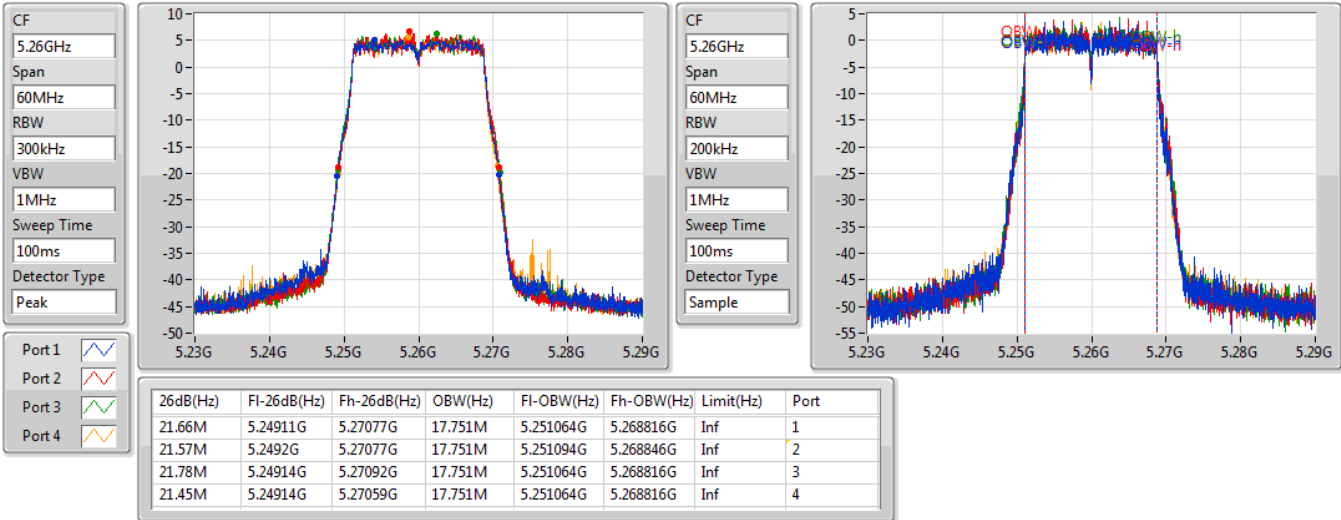 CF
5.26GHz
Span
60MHz
RBW
300kHz
VBW
1MHz
Sweep Time
100ms
Detector Type
Peak
10
5
0
-5
-10
-15
-20
-25
-30
-35
-40
-45
-50
5.23G 5.24G 5.25G 5.26G 5.27G 5.28G 5.29G
CF
5.26GHz
Span
60MHz
RBW
200kHz
VBW
1MHz
Sweep Time
100ms
Detector Type
Sample
5
0
-5
-10
-15
-20
-25
-30
-35
-40
-45
-50
-55
5.23G 5.24G 5.25G 5.26G 5.27G 5.28G 5.29G
Port 1
Port 2
Port 3
Port 4
26dB(Hz) Fl-26dB(Hz) Fh-26dB(Hz) OBW(Hz) Fl-OBW(Hz) Fh-OBW(Hz) Limit(Hz) Port
21.66M 5.24911G 5.27077G 17.751M 5.251064G 5.268816G Inf 1
21.57M 5.2492G 5.27077G 17.751M 5.251094G 5.268846G Inf 2
21.78M 5.24914G 5.27092G 17.751M 5.251064G 5.268816G Inf 3
21.45M 5.24914G 5.27059G 17.751M 5.251064G 5.268816G Inf 4